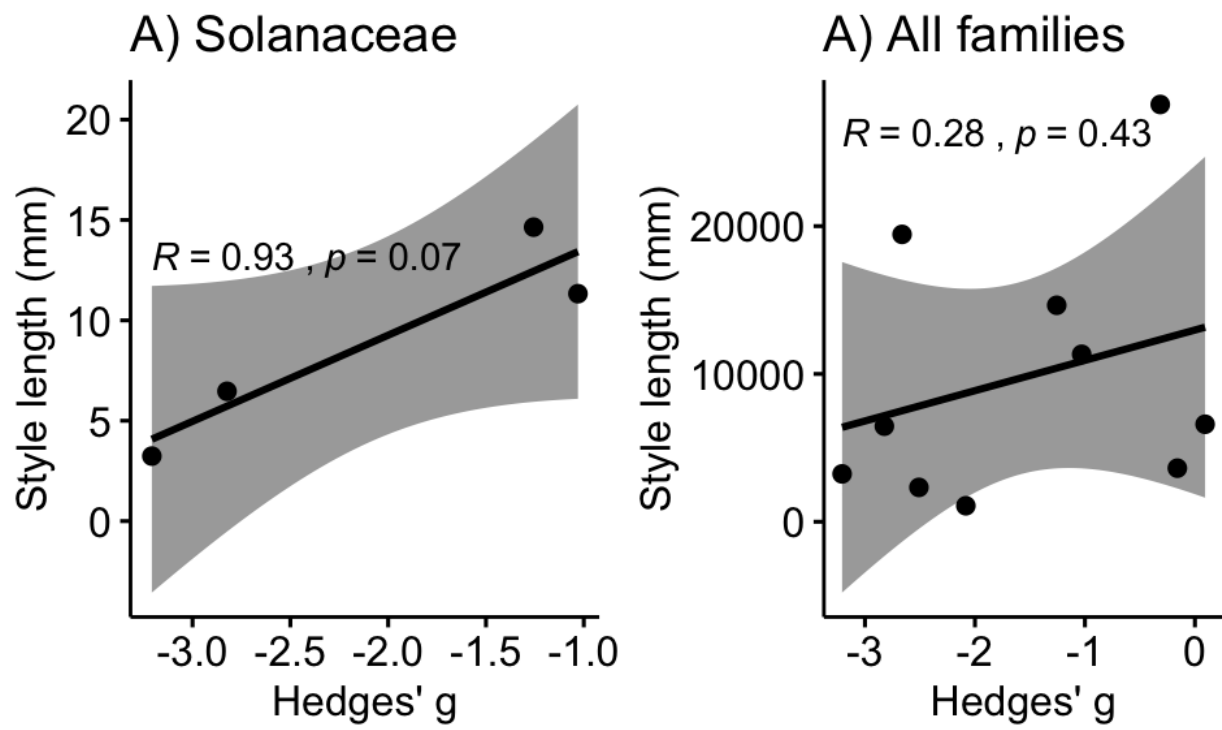 A) Solanaceae
R = 0.93 , p = 0.07
20
15
10
5
0
Style length (mm)
-3.0 -2.5 -2.0 -1.5 -1.0
Hedges' g
A) All families
R = 0.28 , p = 0.43
20000
10000
0
Style length (mm)
-3 -2 -1 0
Hedges' g